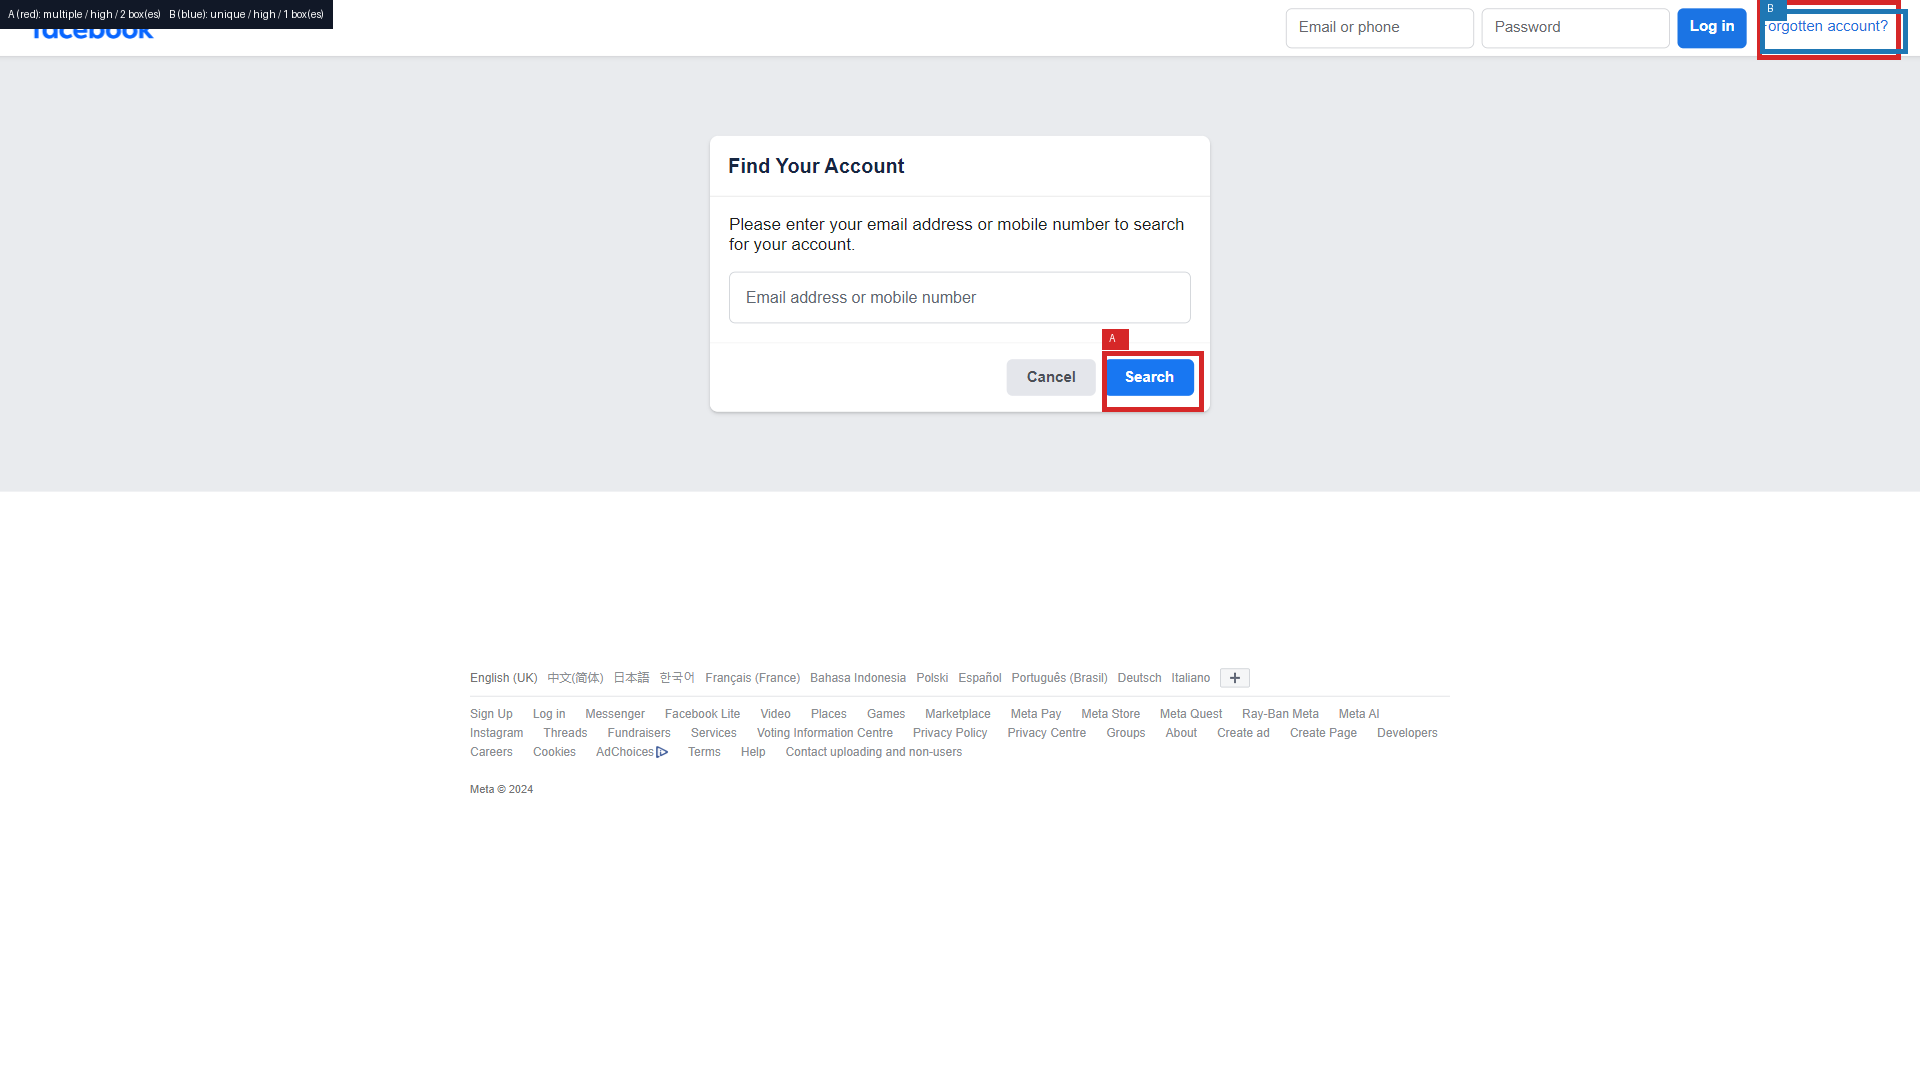 A (red): multiple / high / 2 box(es) B (blue): unique / high / 1 box(es)
facebook
Email or phone Password Log in B Forgotten account?
Find Your Account
Please enter your email address or mobile number to search
for your account.
Email address or mobile number
A
Cancel Search
English (UK) 中文(简体) 日本語 한국어 Français (France) Bahasa Indonesia Polski Español Português (Brasil) Deutsch Italiano +
Sign Up Log in Messenger Facebook Lite Video Places Games Marketplace Meta Pay Meta Store Meta Quest Ray-Ban Meta Meta AI
Instagram Threads Fundraisers Services Voting Information Centre Privacy Policy Privacy Centre Groups About Create ad Create Page Developers
Careers Cookies AdChoices Terms Help Contact uploading and non-users
Meta © 2024